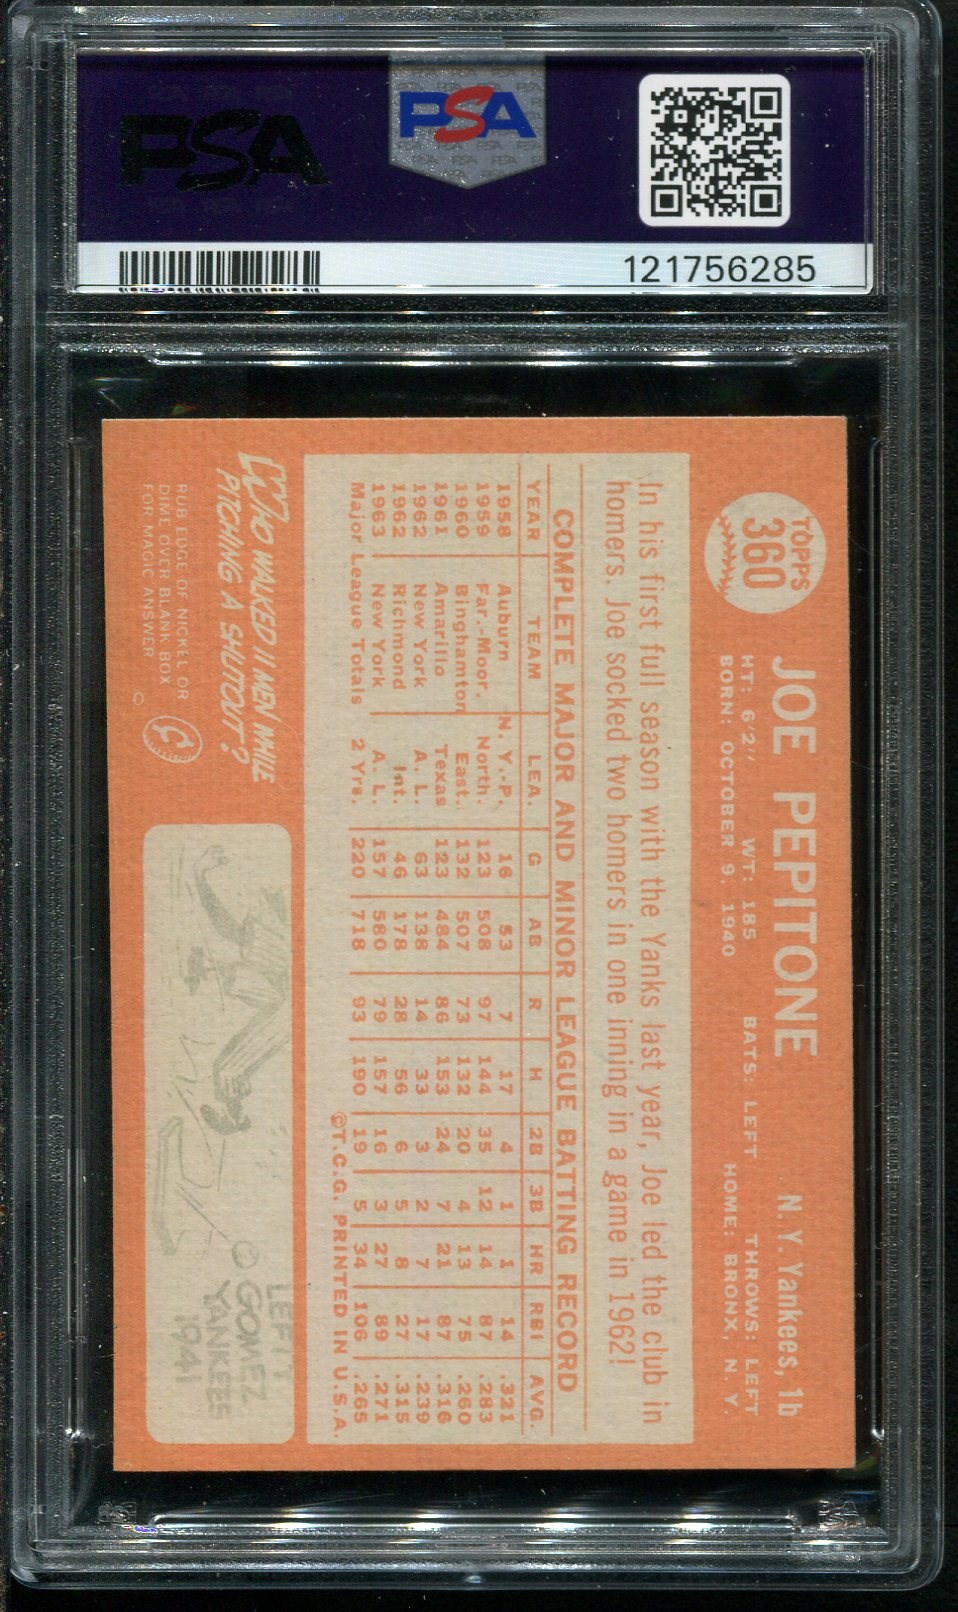 PSA
PSA
121756285
TOPPS
360
JOE PEPITONE
N. Y. Yankees, 1b
HT: 6'2" WT: 185 BATS: LEFT THROWS: LEFT
BORN: OCTOBER 9, 1940 HOME: BRONX, N. Y.
In his first full season with the Yanks last year, Joe led the club in
homers. Joe socked two homers in one inning in a game in 1962!
COMPLETE MAJOR AND MINOR LEAGUE BATTING RECORD
YEAR TEAM LEA. G AB R H 2B 3B HR RBI AVG.
1958 Auburn N. Y.-P. 16 53 7 17 4 1 1 14 .321
1959 Far.-Moor. North. 123 508 97 144 35 12 14 87 .283
1960 Binghamton East. 132 507 73 132 20 4 13 75 .260
1961 Amarillo Texas 123 484 86 153 24 7 21 87 .316
1962 New York A. L. 63 138 14 33 3 2 7 17 .239
1962 Richmond Int. 46 178 28 56 6 5 8 27 .315
1963 New York A. L. 157 580 79 157 16 3 27 89 .271
Major League Totals 2 Yrs. 220 718 93 190 19 5 34 106 .265
©T.C.G. PRINTED IN U.S.A.
WHO WALKED 11 MEN WHILE
PITCHING A SHUTOUT?
RUB EDGE OF NICKEL OR
DIME OVER BLANK BOX
FOR MAGIC ANSWER
LEFTY
GOMEZ-
YANKEES
1941